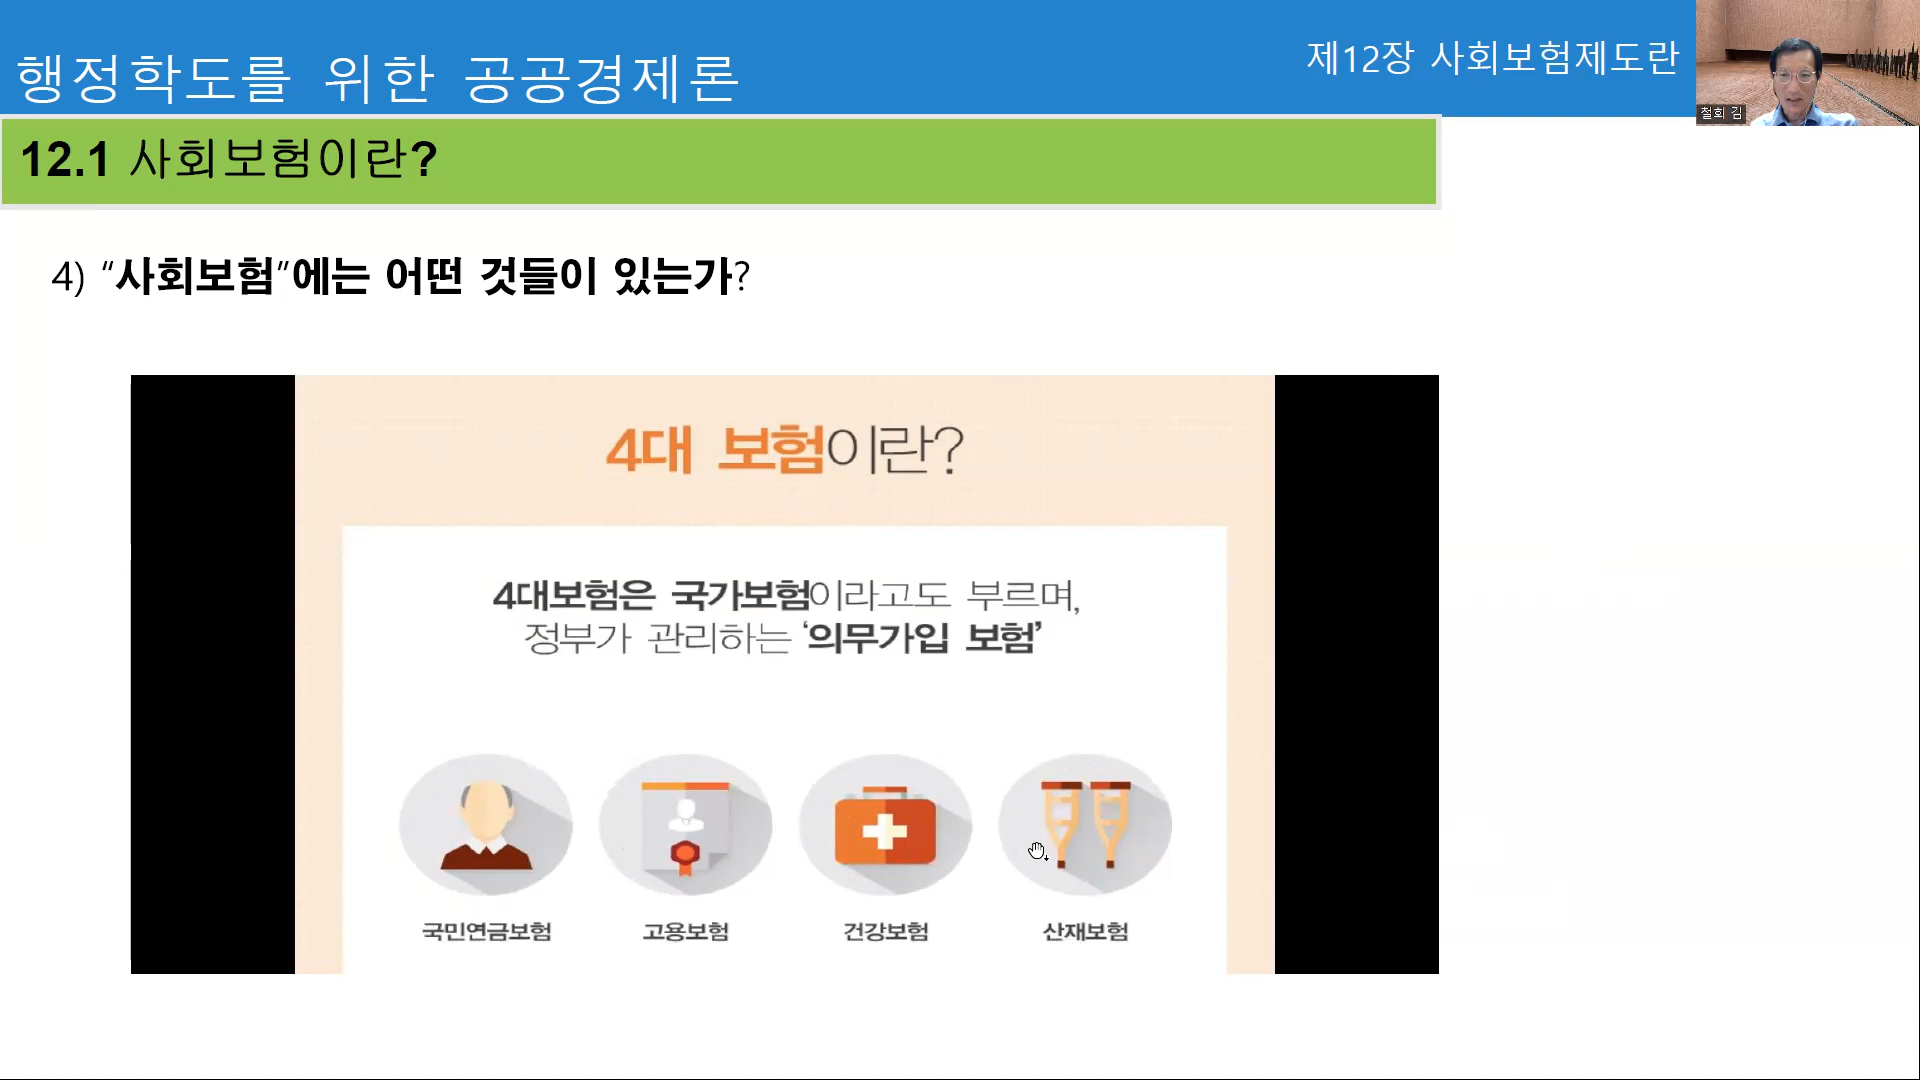 행정학도를 위한 공공경제론
제12장 사회보험제도란
철희 김
12.1 사회보험이란?
4) “사회보험”에는 어떤 것들이 있는가?
4대 보험이란?
4대보험은 국가보험이라고도 부르며,
정부가 관리하는 ‘의무가입 보험’
국민연금보험
고용보험
건강보험
산재보험